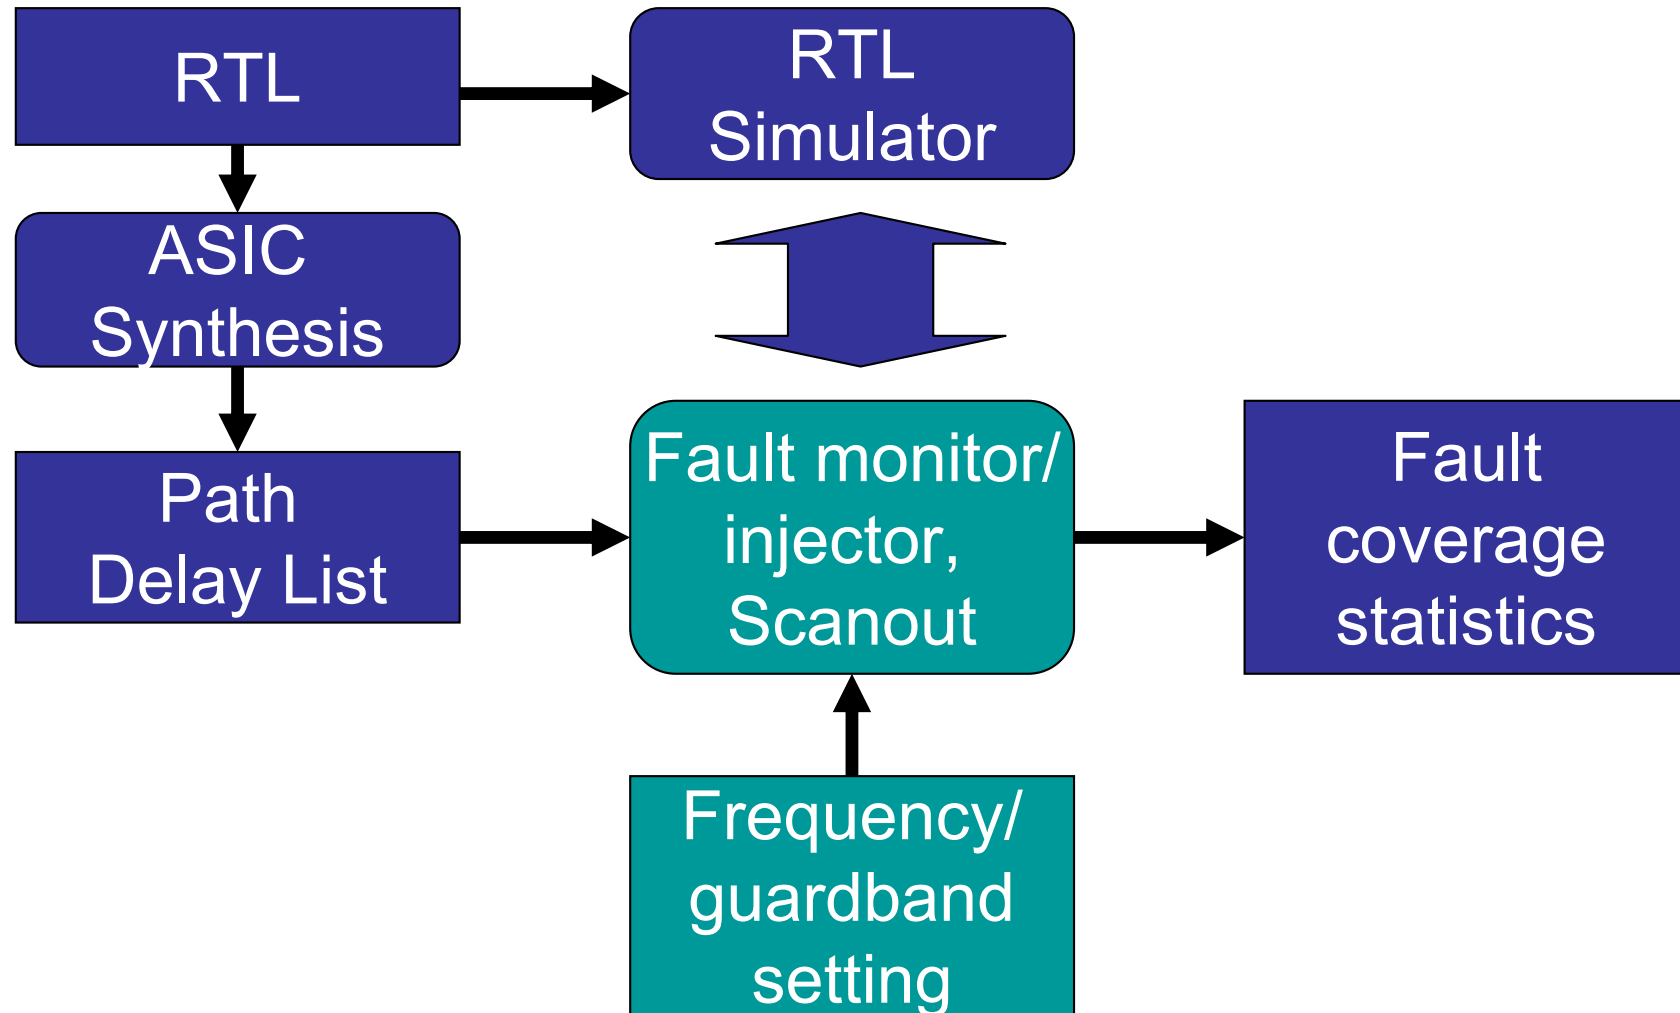 RTL
RTL
Simulator
ASIC
Synthesis
Path
Delay List
Fault monitor/
injector,
Scanout
Fault
coverage
statistics
Frequency/
guardband
setting